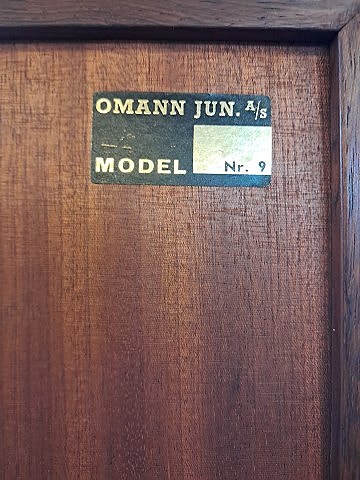 OMANN JUN. A/S
MODEL Nr. 9